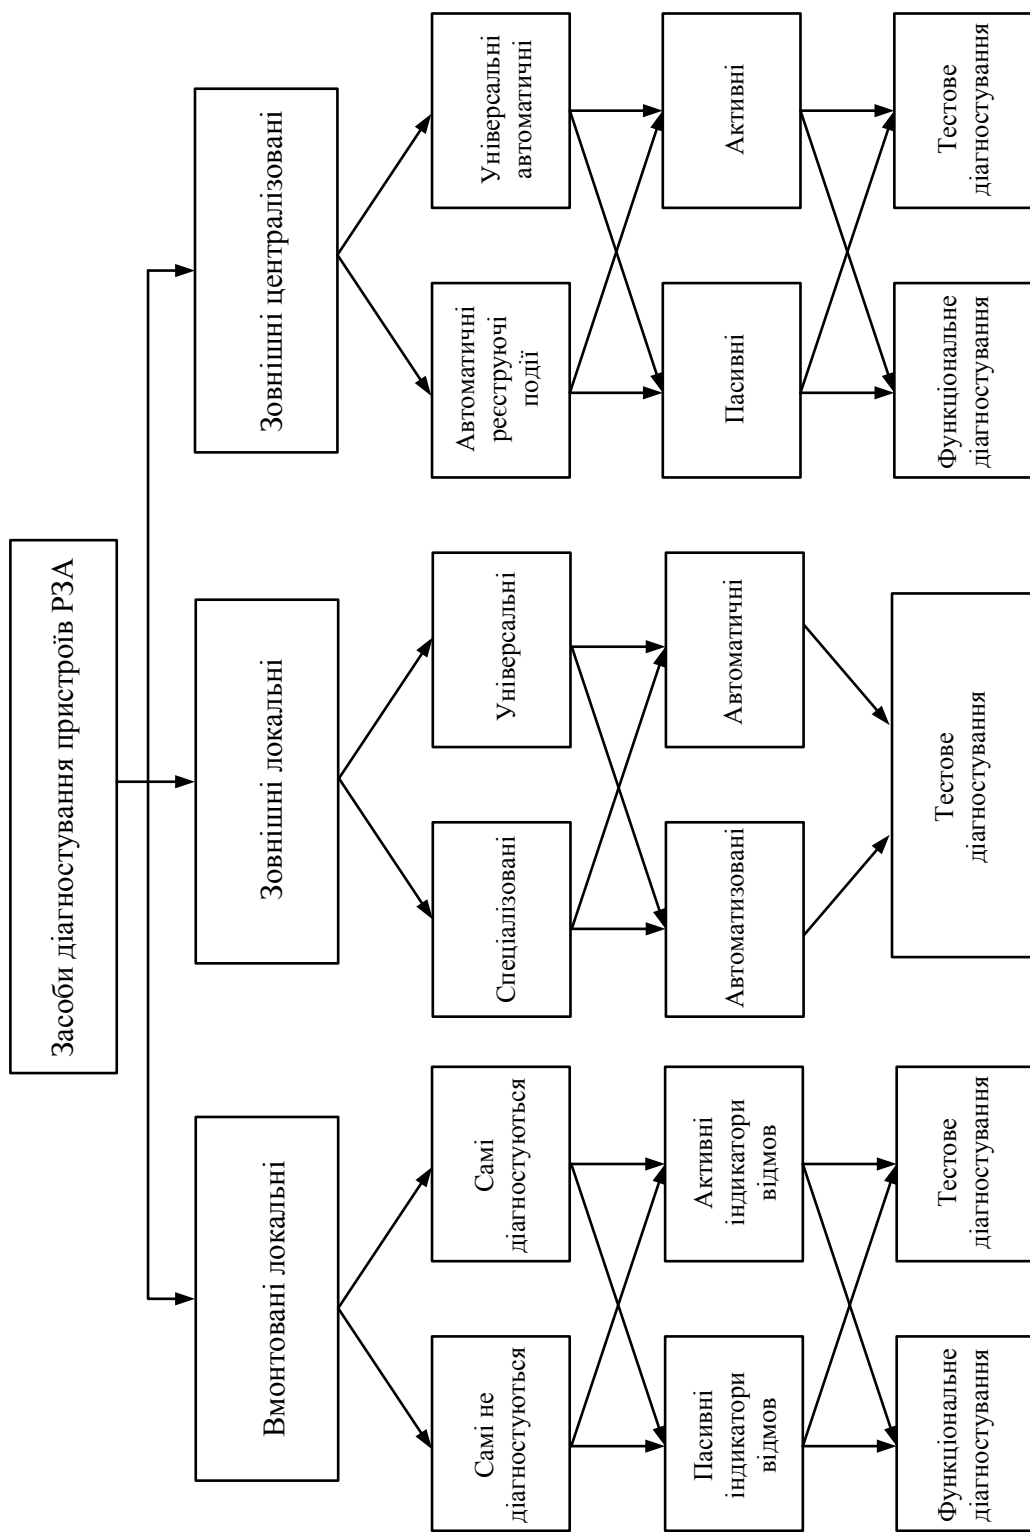 Засоби діагностування пристроїв РЗА
Вмонтовані локальні
Зовнішні локальні
Зовнішні централізовані
Самі не
діагностуються
Самі
діагностуються
Спеціалізовані
Універсальні
Автоматичні
реєструючі
події
Універсальні
автоматичні
Пасивні
індикатори
відмов
Активні
індикатори
відмов
Автоматизовані
Автоматичні
Пасивні
Активні
Функціональне
діагностування
Тестове
діагностування
Тестове
діагностування
Функціональне
діагностування
Тестове
діагностування